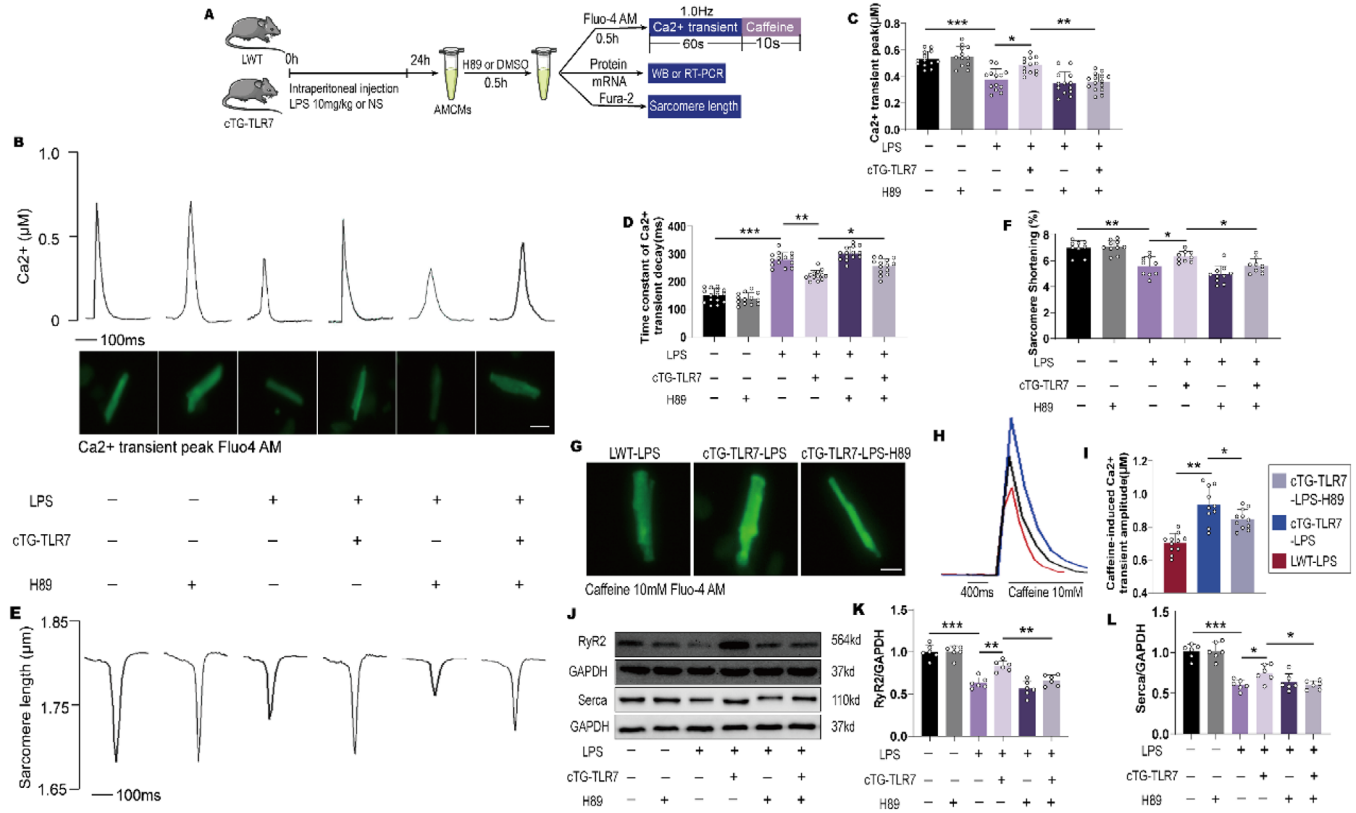 A
LWT
cTG-TLR7
0h
24h
Intraperitoneal injection
LPS 10mg/kg or NS
AMCMs
H89 or DMSO
0.5h
Fluo-4 AM
0.5h
1.0Hz
Ca2+ transient
Caffeine
60s
10s
Protein
mRNA
WB or RT-PCR
Fura-2
Sarcomere length
B
Ca2+ (μM)
1.0
0.5
0
100ms
Ca2+ transient peak Fluo4 AM
LPS – – + + + +
cTG-TLR7 – – – + – +
H89 – + – – + +
C
Ca2+ transient peak(μM)
0.8
0.6
0.4
0.2
0.0
*** * **
LPS – – + + + +
cTG-TLR7 – – – + – +
H89 – + – – + +
D
Time constant of Ca2+
transient decay(ms)
400
300
200
100
0
*** ** *
LPS – – + + + +
cTG-TLR7 – – – + – +
H89 – + – – + +
E
Sarcomere length (μm)
1.85
1.75
1.65
100ms
F
Sarcomere Shortening (%)
8
6
4
2
0
** * *
LPS – – + + + +
cTG-TLR7 – – – + – +
H89 – + – – + +
G
LWT-LPS
cTG-TLR7-LPS
cTG-TLR7-LPS-H89
Caffeine 10mM Fluo-4 AM
H
400ms
Caffeine 10mM
I
Caffeine-induced Ca2+
transient amplitude(μM)
1.2
1.0
0.8
0.6
0.4
** *
cTG-TLR7
-LPS-H89
cTG-TLR7
-LPS
LWT-LPS
J
RyR2 564kd
GAPDH 37kd
Serca 110kd
GAPDH 37kd
LPS – – + + + +
cTG-TLR7 – – – + – +
H89 – + – – + +
K
RyR2/GAPDH
1.5
1.0
0.5
0.0
*** ** **
LPS – – + + + +
cTG-TLR7 – – – + – +
H89 – + – – + +
L
Serca/GAPDH
1.5
1.0
0.5
0.0
*** * *
LPS – – + + + +
cTG-TLR7 – – – + – +
H89 – + – – + +